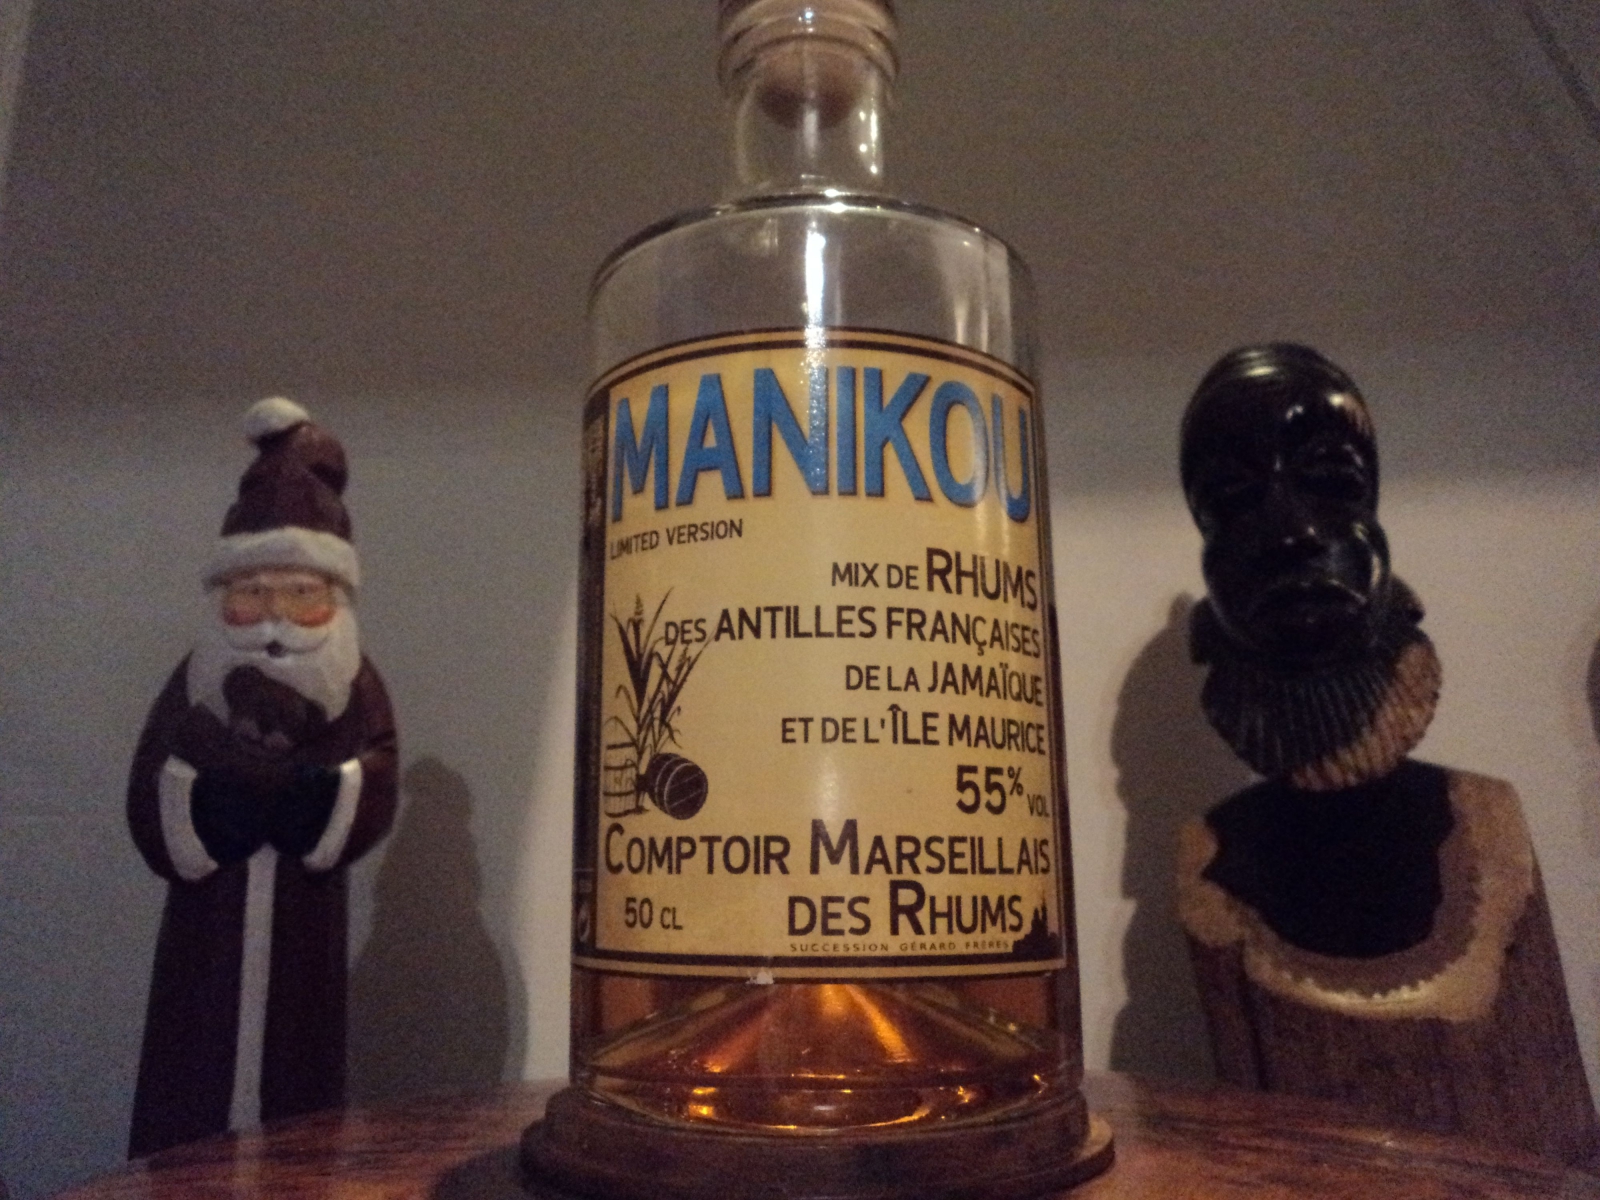 MANIKOU
LIMITED VERSION
MIX DE RHUMS
DES ANTILLES FRANÇAISES
DE LA JAMAÏQUE
ET DE L'ÎLE MAURICE
55% VOL
COMPTOIR MARSEILLAIS
50 CL DES RHUMS
SUCCESSION GÉRARD FRÈRES